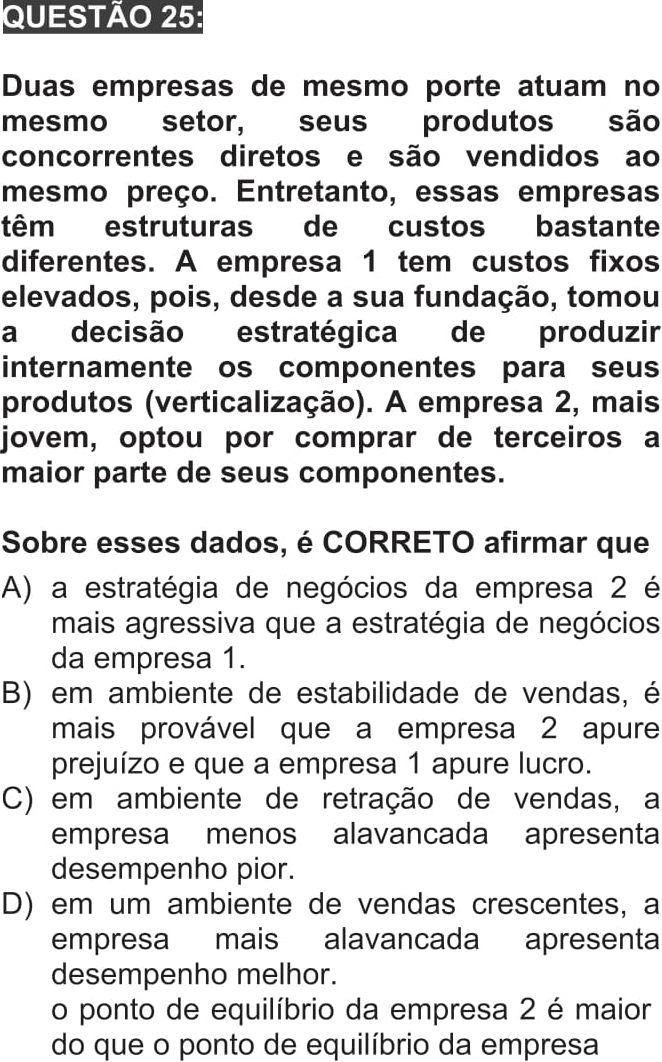 QUESTÃO 25:
Duas empresas de mesmo porte atuam no
mesmo setor, seus produtos são
concorrentes diretos e são vendidos ao
mesmo preço. Entretanto, essas empresas
têm estruturas de custos bastante
diferentes. A empresa 1 tem custos fixos
elevados, pois, desde a sua fundação, tomou
a decisão estratégica de produzir
internamente os componentes para seus
produtos (verticalização). A empresa 2, mais
jovem, optou por comprar de terceiros a
maior parte de seus componentes.
Sobre esses dados, é CORRETO afirmar que
A) a estratégia de negócios da empresa 2 é
mais agressiva que a estratégia de negócios
da empresa 1.
B) em ambiente de estabilidade de vendas, é
mais provável que a empresa 2 apure
prejuízo e que a empresa 1 apure lucro.
C) em ambiente de retração de vendas, a
empresa menos alavancada apresenta
desempenho pior.
D) em um ambiente de vendas crescentes, a
empresa mais alavancada apresenta
desempenho melhor.
o ponto de equilíbrio da empresa 2 é maior
do que o ponto de equilíbrio da empresa